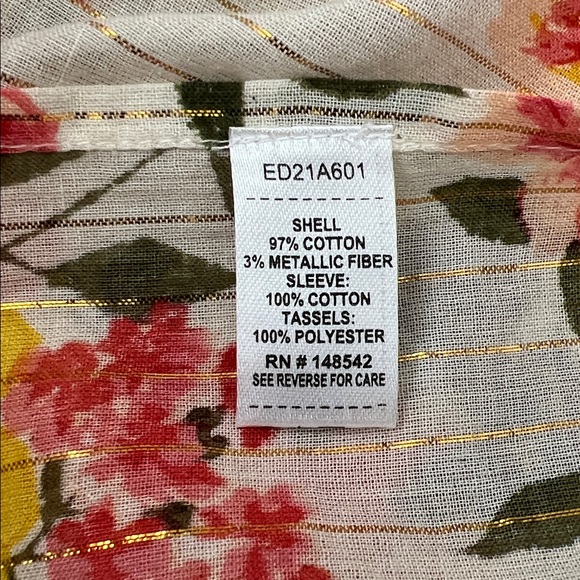 ED21A601
SHELL
97% COTTON
3% METALLIC FIBER
SLEEVE:
100% COTTON
TASSELS:
100% POLYESTER
RN # 148542
SEE REVERSE FOR CARE